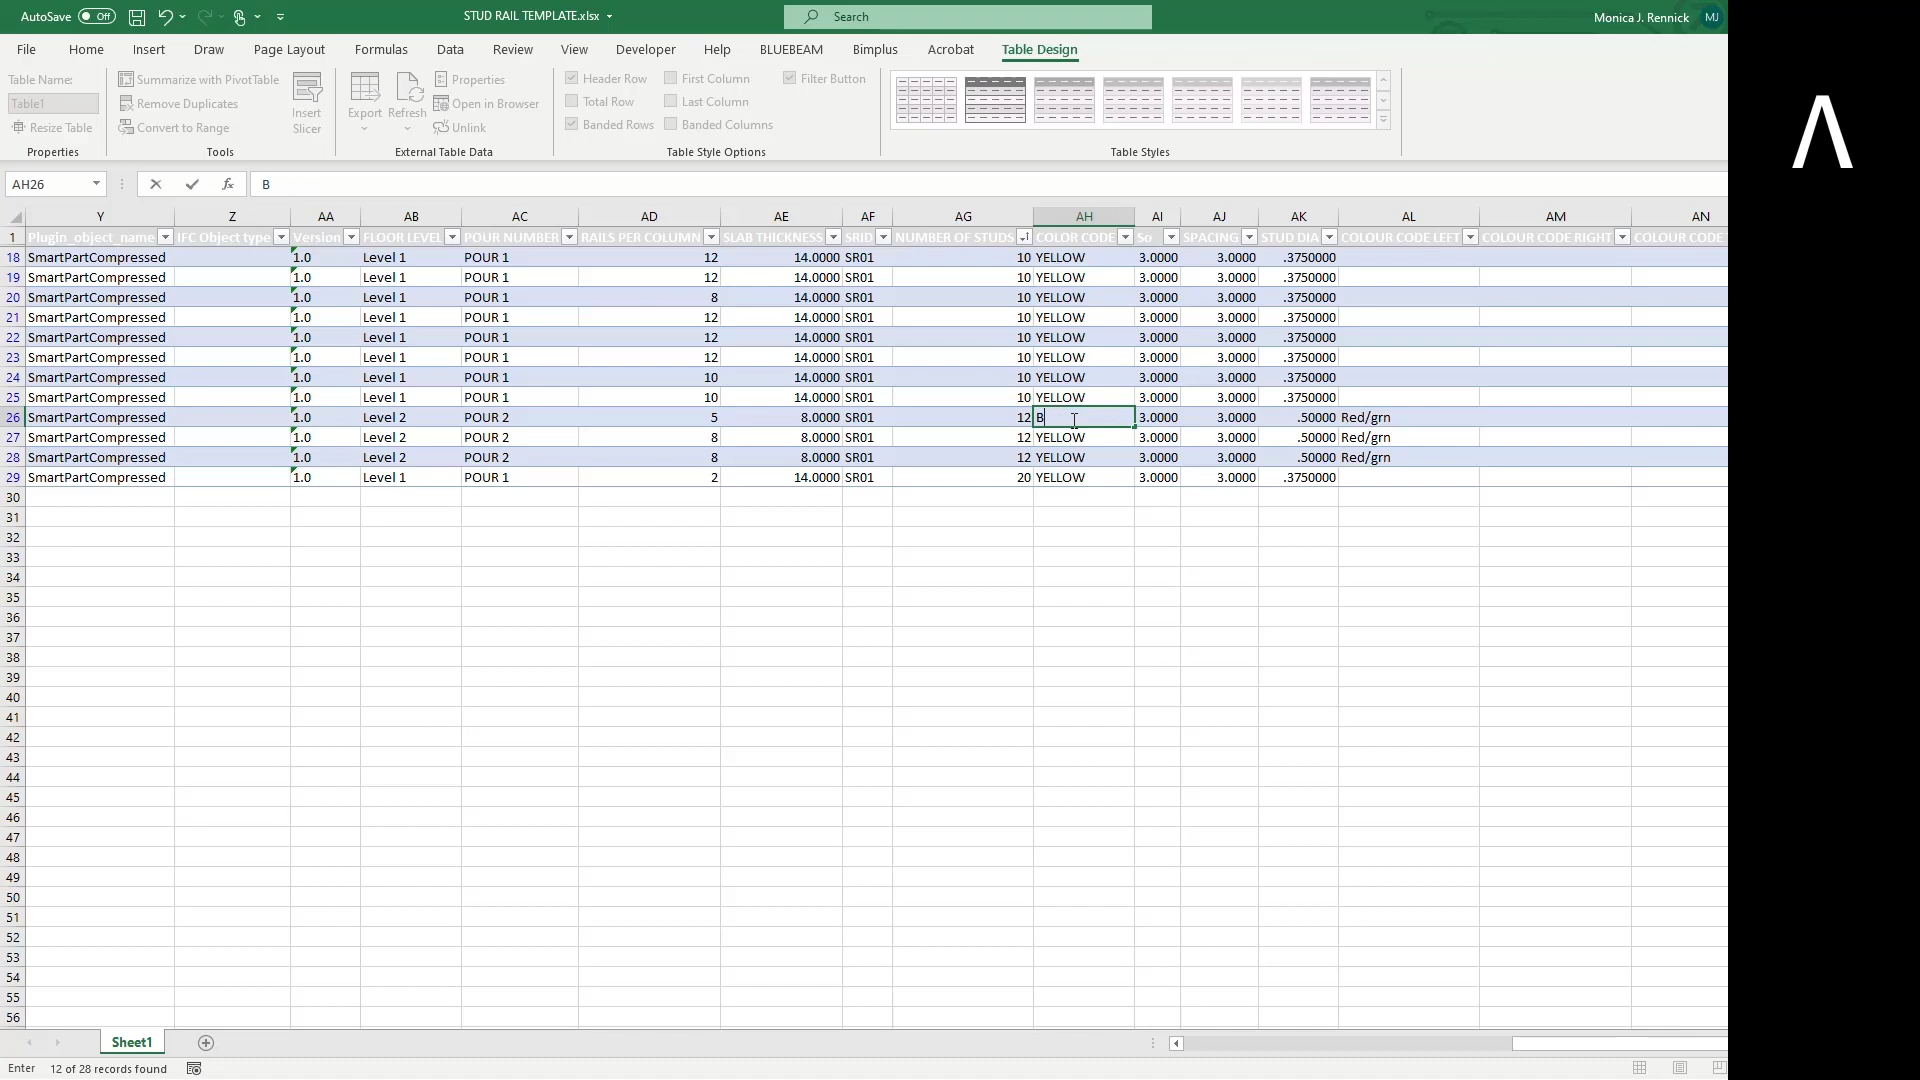 AutoSave Off STUD RAIL TEMPLATE.xlsx Search Monica J. Rennick MJ
File Home Insert Draw Page Layout Formulas Data Review View Developer Help BLUEBEAM Bimplus Acrobat Table Design
Table Name: Summarize with PivotTable Properties Header Row First Column Filter Button
Table1 Remove Duplicates Insert Slicer Export Refresh Open in Browser Total Row Last Column
Resize Table Convert to Range Unlink Banded Rows Banded Columns
Properties Tools External Table Data Table Style Options Table Styles
AH26 fx B
Y Z AA AB AC AD AE AF AG AH AI AJ AK AL AM AN
1 Plugin_object_name IFC Object type Version FLOOR LEVEL POUR NUMBER RAILS PER COLUMN SLAB THICKNESS SRID NUMBER OF STUDS COLOR CODE So SPACING STUD DIA COLOUR CODE LEFT COLOUR CODE RIGHT COLOUR CODE
18 SmartPartCompressed 1.0 Level 1 POUR 1 12 14.0000 SR01 10 YELLOW 3.0000 3.0000 .3750000
19 SmartPartCompressed 1.0 Level 1 POUR 1 12 14.0000 SR01 10 YELLOW 3.0000 3.0000 .3750000
20 SmartPartCompressed 1.0 Level 1 POUR 1 8 14.0000 SR01 10 YELLOW 3.0000 3.0000 .3750000
21 SmartPartCompressed 1.0 Level 1 POUR 1 12 14.0000 SR01 10 YELLOW 3.0000 3.0000 .3750000
22 SmartPartCompressed 1.0 Level 1 POUR 1 12 14.0000 SR01 10 YELLOW 3.0000 3.0000 .3750000
23 SmartPartCompressed 1.0 Level 1 POUR 1 12 14.0000 SR01 10 YELLOW 3.0000 3.0000 .3750000
24 SmartPartCompressed 1.0 Level 1 POUR 1 10 14.0000 SR01 10 YELLOW 3.0000 3.0000 .3750000
25 SmartPartCompressed 1.0 Level 1 POUR 1 10 14.0000 SR01 10 YELLOW 3.0000 3.0000 .3750000
26 SmartPartCompressed 1.0 Level 2 POUR 2 5 8.0000 SR01 12 B 3.0000 3.0000 .50000 Red/grn
27 SmartPartCompressed 1.0 Level 2 POUR 2 8 8.0000 SR01 12 YELLOW 3.0000 3.0000 .50000 Red/grn
28 SmartPartCompressed 1.0 Level 2 POUR 2 8 8.0000 SR01 12 YELLOW 3.0000 3.0000 .50000 Red/grn
29 SmartPartCompressed 1.0 Level 1 POUR 1 2 14.0000 SR01 20 YELLOW 3.0000 3.0000 .3750000
30
31
32
33
34
35
36
37
38
39
40
41
42
43
44
45
46
47
48
49
50
51
52
53
54
55
56
Sheet1
Enter 12 of 28 records found